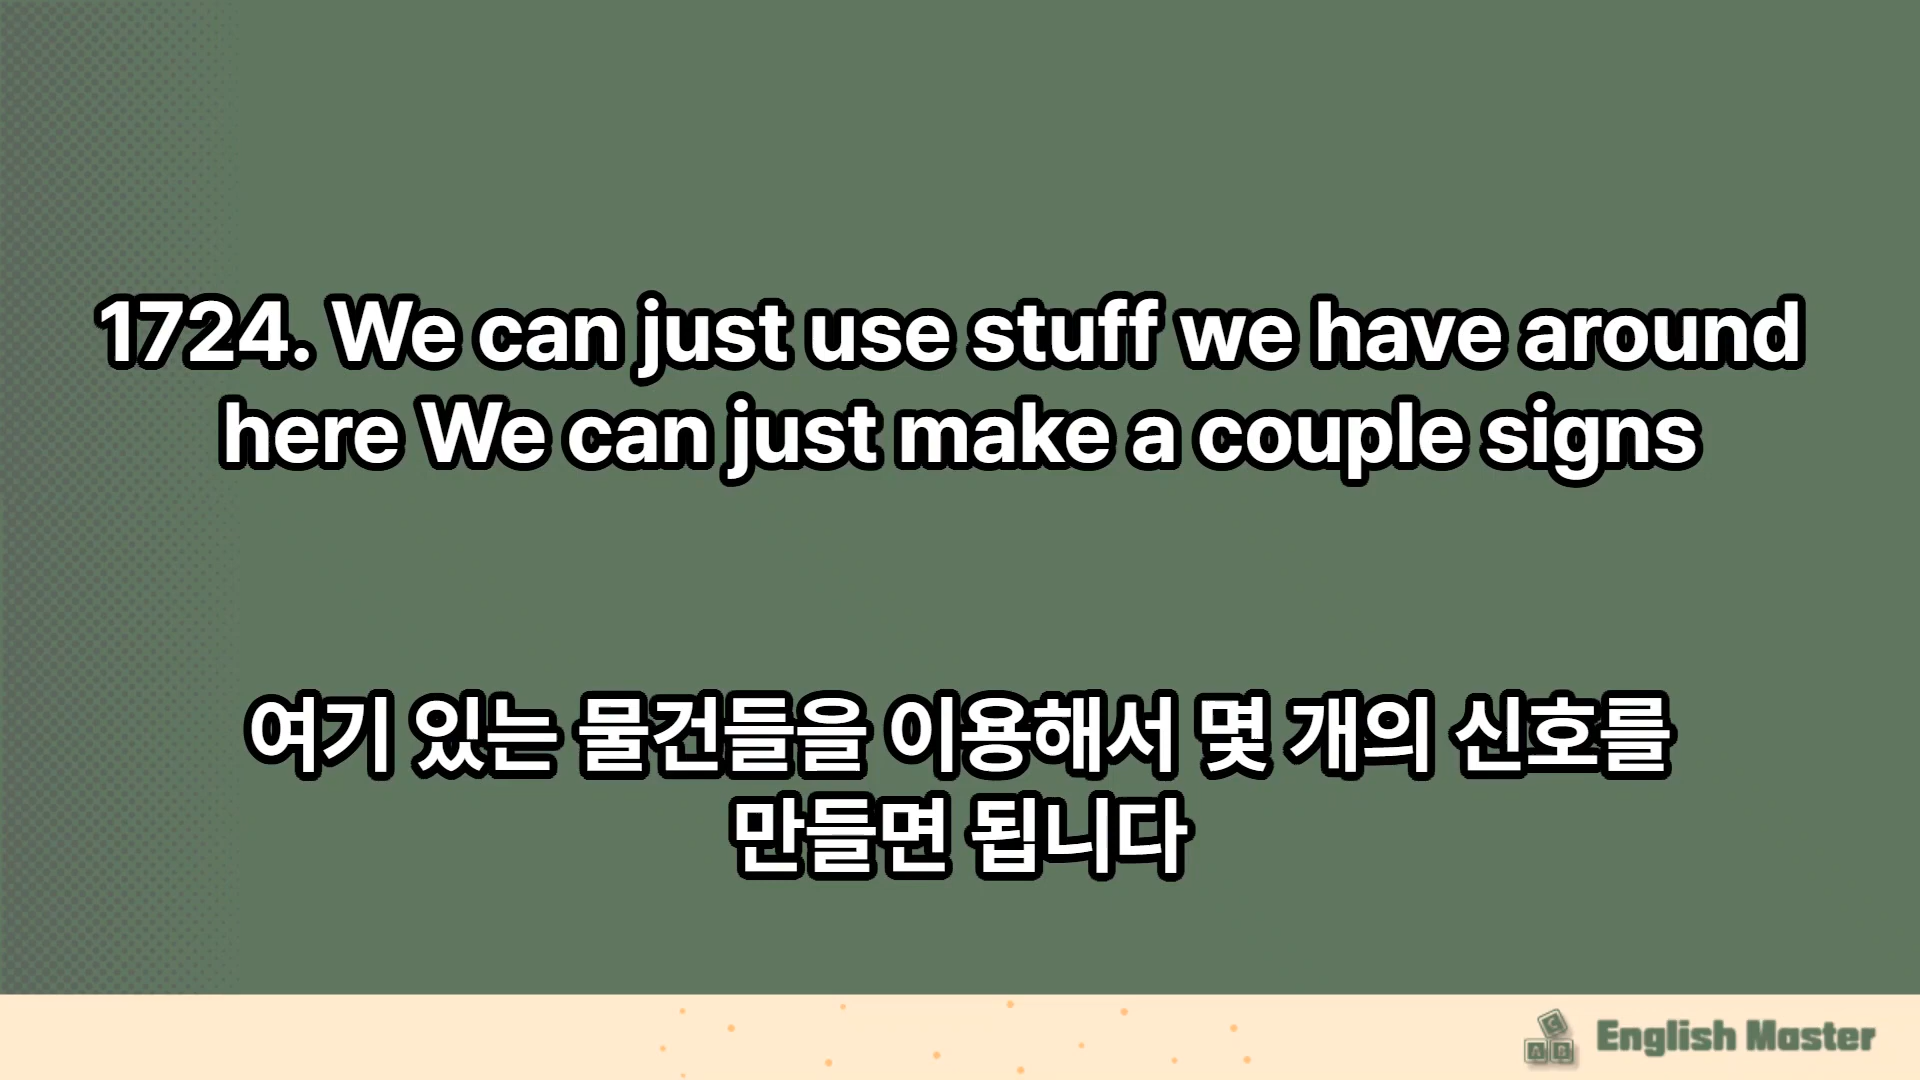 1724. We can just use stuff we have around
here We can just make a couple signs
여기 있는 물건들을 이용해서 몇 개의 신호를
만들면 됩니다
C
A B
English Master